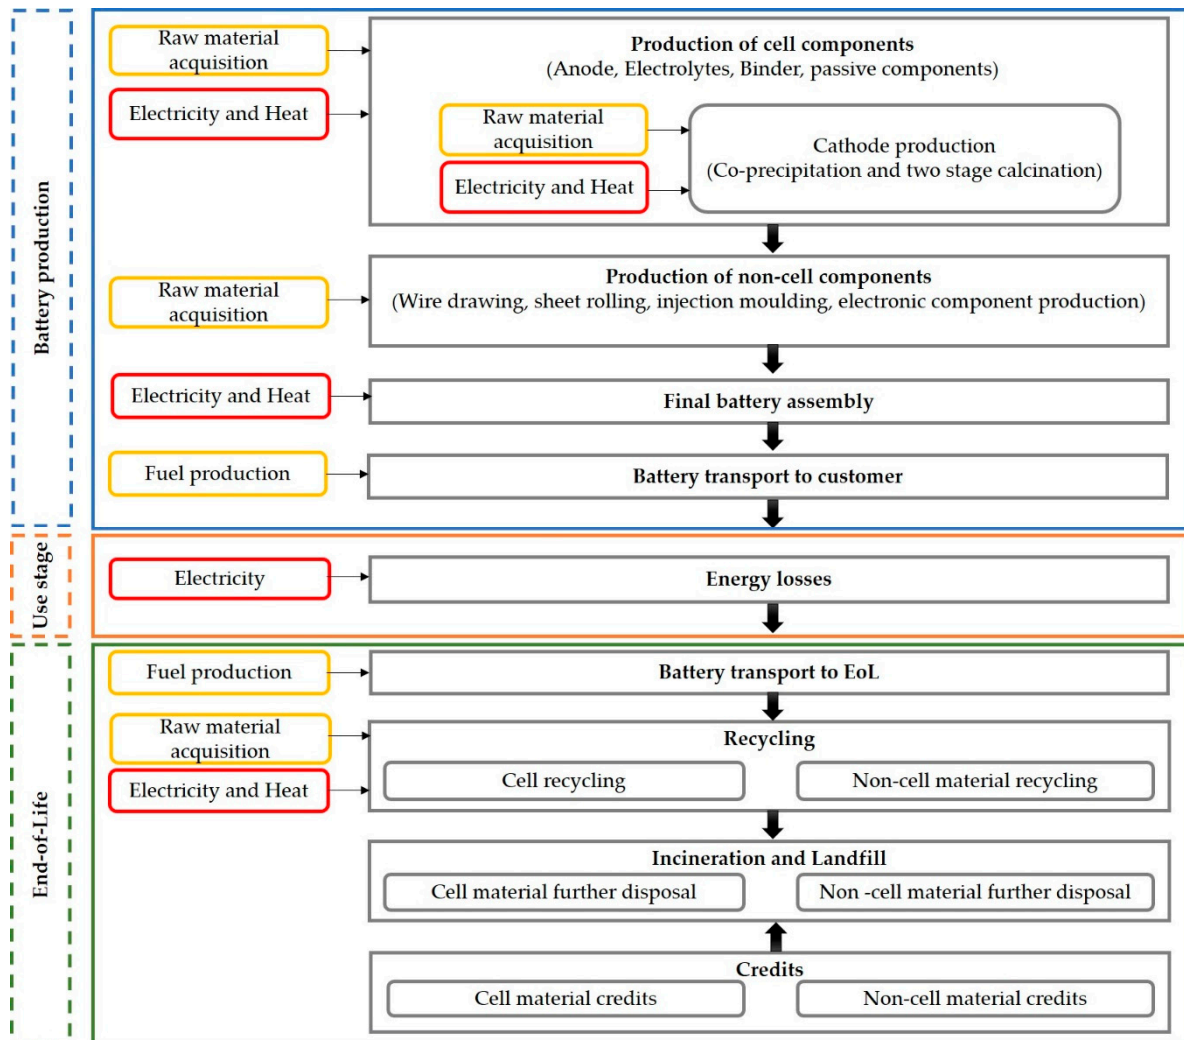 Battery production
Raw material
acquisition
Electricity and Heat
Production of cell components
(Anode, Electrolytes, Binder, passive components)
Raw material
acquisition
Electricity and Heat
Cathode production
(Co-precipitation and two stage calcination)
Raw material
acquisition
Production of non-cell components
(Wire drawing, sheet rolling, injection moulding, electronic component production)
Electricity and Heat
Final battery assembly
Fuel production
Battery transport to customer
Use stage
Electricity
Energy losses
End-of-Life
Fuel production
Battery transport to EoL
Raw material
acquisition
Electricity and Heat
Recycling
Cell recycling
Non-cell material recycling
Incineration and Landfill
Cell material further disposal
Non -cell material further disposal
Credits
Cell material credits
Non-cell material credits